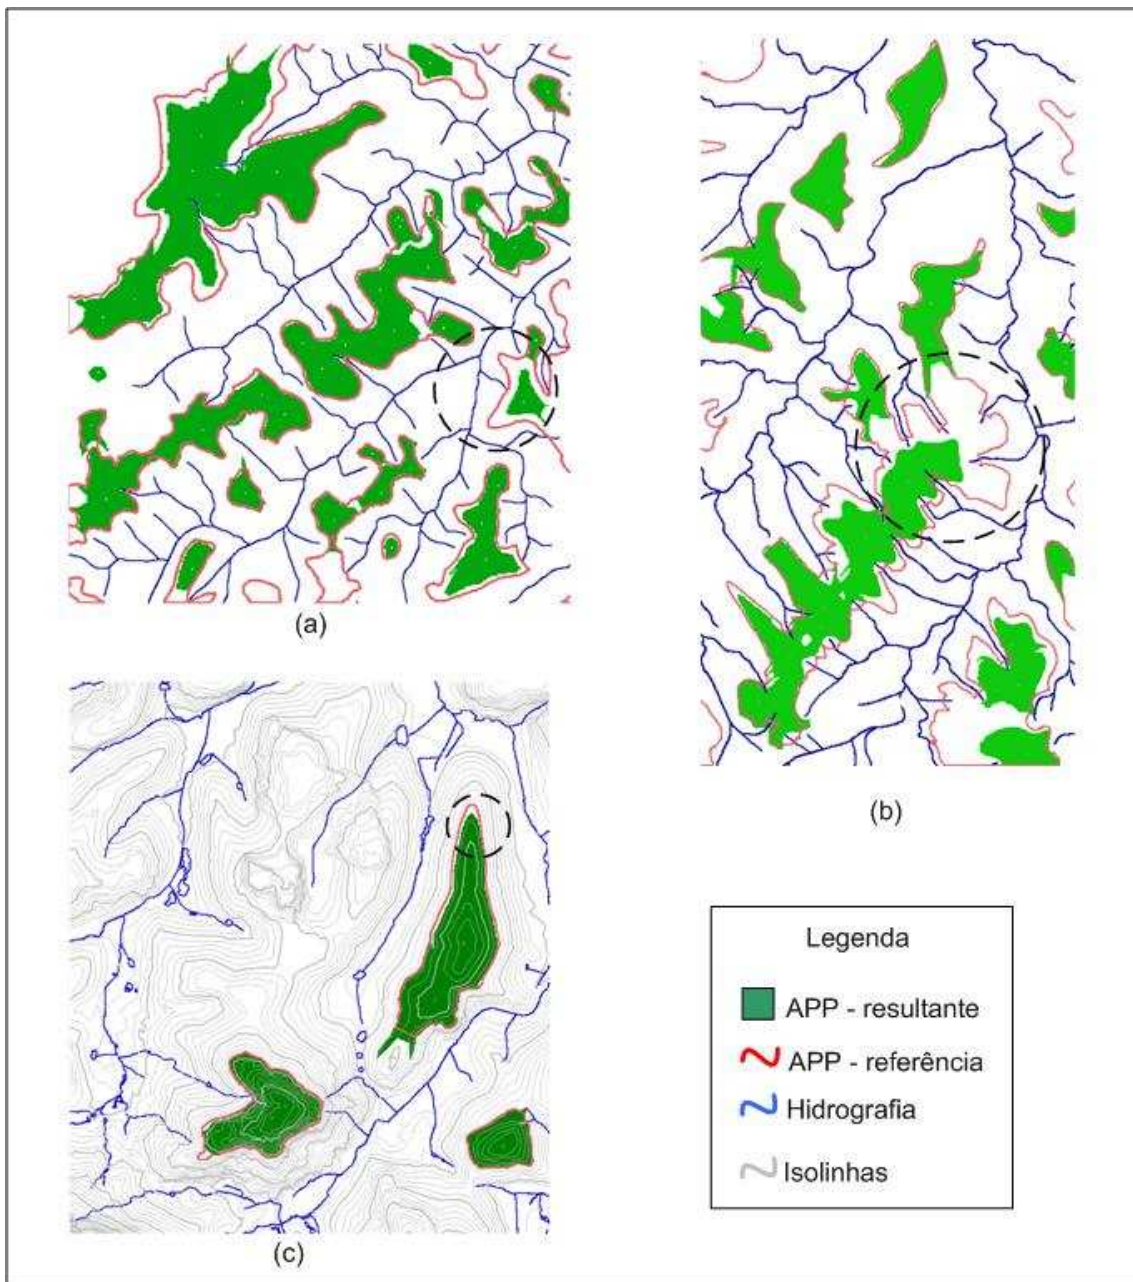 (a)
(b)
(c)
Legenda
APP - resultante
APP - referência
Hidrografia
Isolinhas